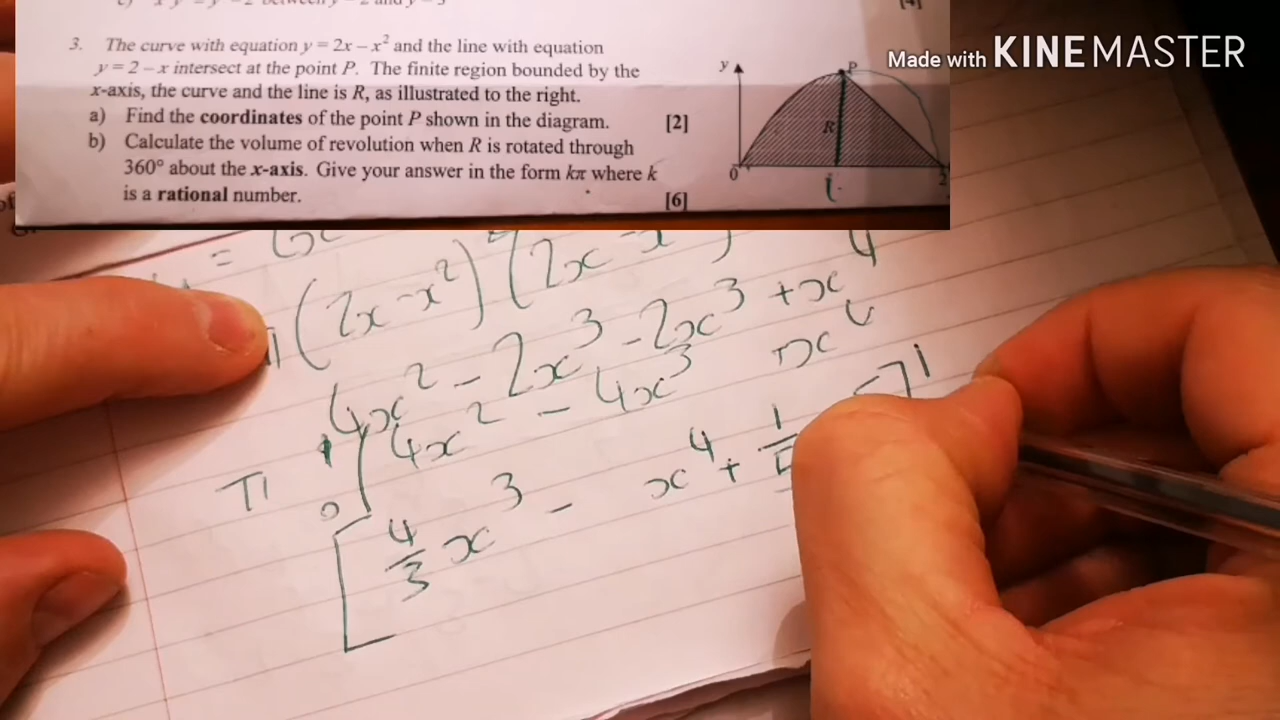 Made with KINEMASTER
3. The curve with equation y = 2x – x² and the line with equation
y = 2 – x intersect at the point P. The finite region bounded by the
x-axis, the curve and the line is R, as illustrated to the right.
a) Find the coordinates of the point P shown in the diagram. [2]
b) Calculate the volume of revolution when R is rotated through
360° about the x-axis. Give your answer in the form kπ where k
is a rational number. [6]
y
P
R
0
2
(2x - x²)
4x² - 2x³ - 2x³ + x⁴
4x² - 4x³ x⁴
π
0
4/3 x³ - x⁴ + 1/5